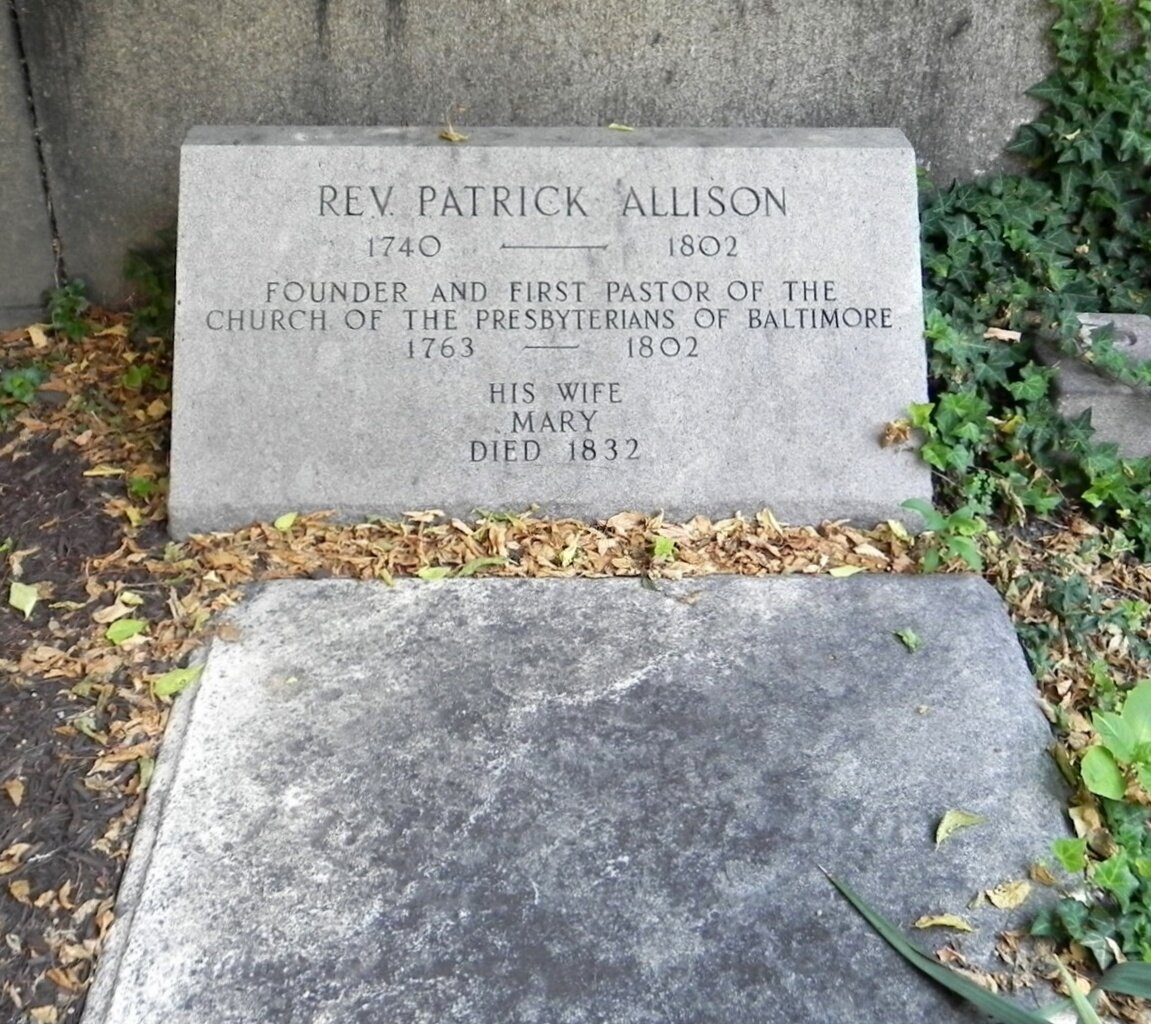 REV. PATRICK ALLISON
1740 — 1802
FOUNDER AND FIRST PASTOR OF THE
CHURCH OF THE PRESBYTERIANS OF BALTIMORE
1763 — 1802
HIS WIFE
MARY
DIED 1832